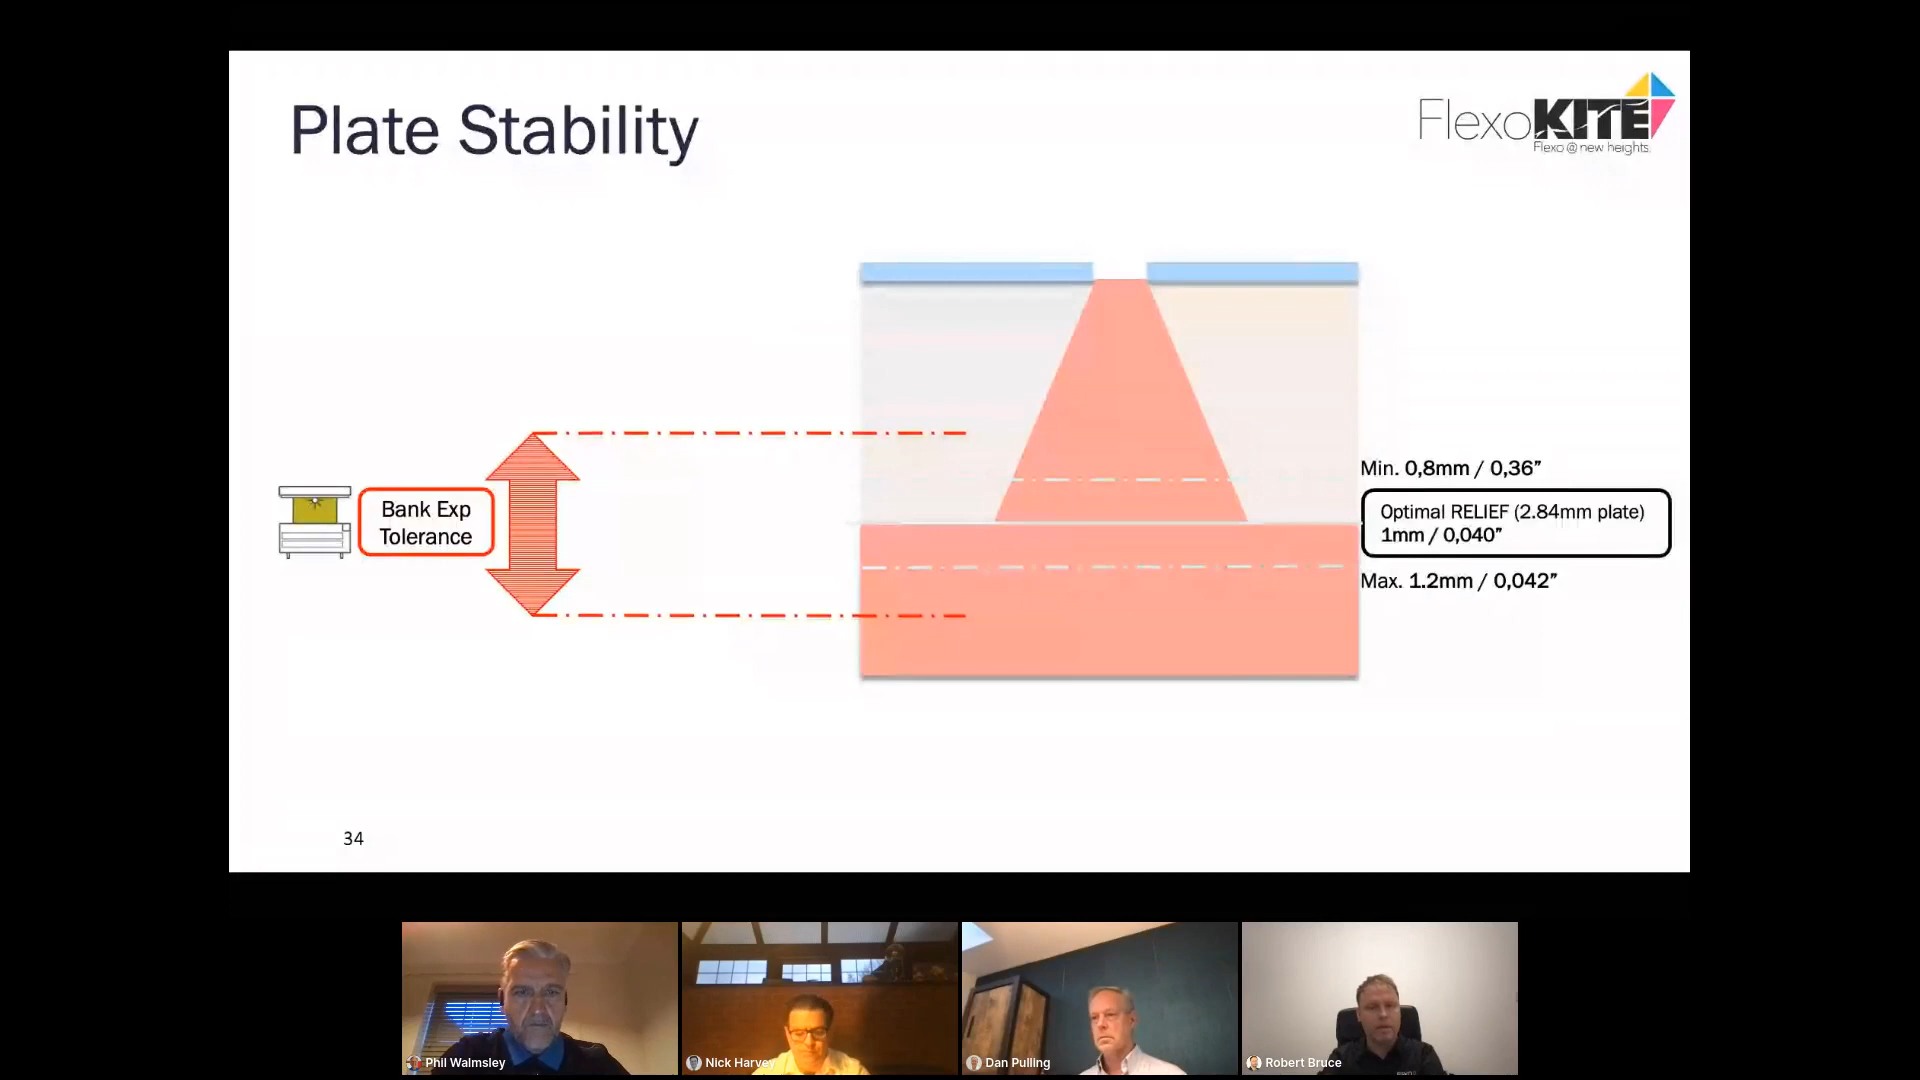 Plate Stability
FlexoKITE
Flexo @ new heights
Min. 0,8mm / 0,36”
Bank Exp
Tolerance
Optimal RELIEF (2.84mm plate)
1mm / 0,040”
Max. 1.2mm / 0,042”
34
Phil Walmsley
Nick Harvey
Dan Pulling
Robert Bruce